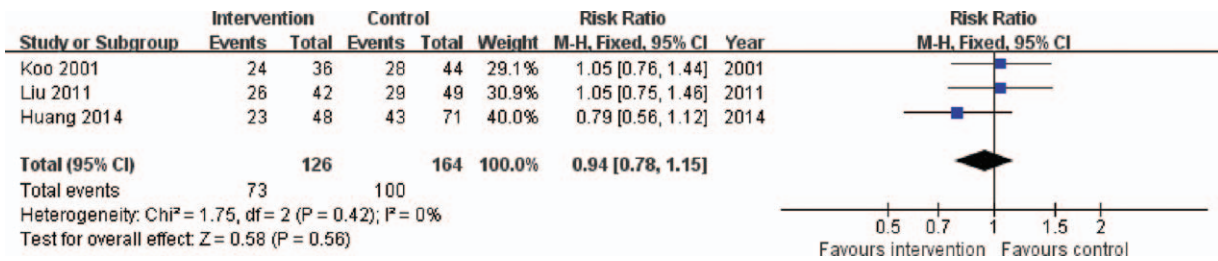 Intervention Control Risk Ratio Risk Ratio
Study or Subgroup Events Total Events Total Weight M-H, Fixed, 95% CI Year M-H, Fixed, 95% CI
Koo 2001 24 36 28 44 29.1% 1.05 [0.76, 1.44] 2001
Liu 2011 26 42 29 49 30.9% 1.05 [0.75, 1.46] 2011
Huang 2014 23 48 43 71 40.0% 0.79 [0.56, 1.12] 2014
Total (95% CI) 126 164 100.0% 0.94 [0.78, 1.15]
Total events 73 100
Heterogeneity: Chi² = 1.75, df = 2 (P = 0.42); I² = 0%
Test for overall effect: Z = 0.58 (P = 0.56)
0.5 0.7 1 1.5 2
Favours intervention Favours control